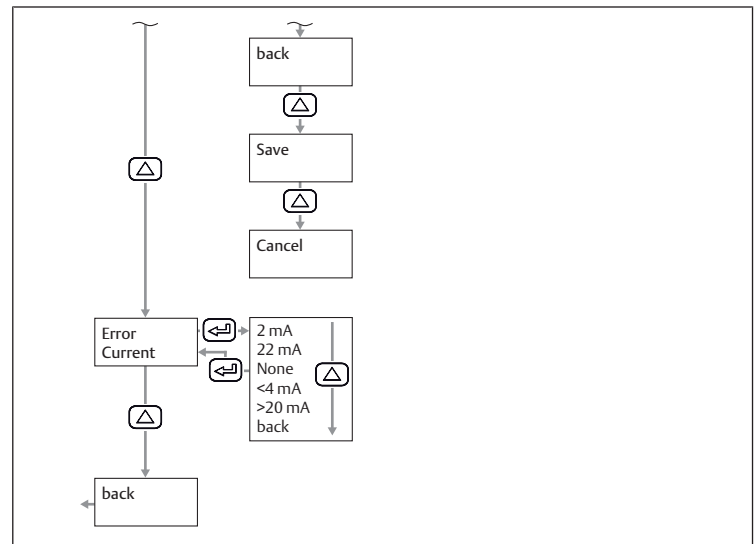 back
Save
Cancel
Error
Current
2 mA
22 mA
None
<4 mA
>20 mA
back
back